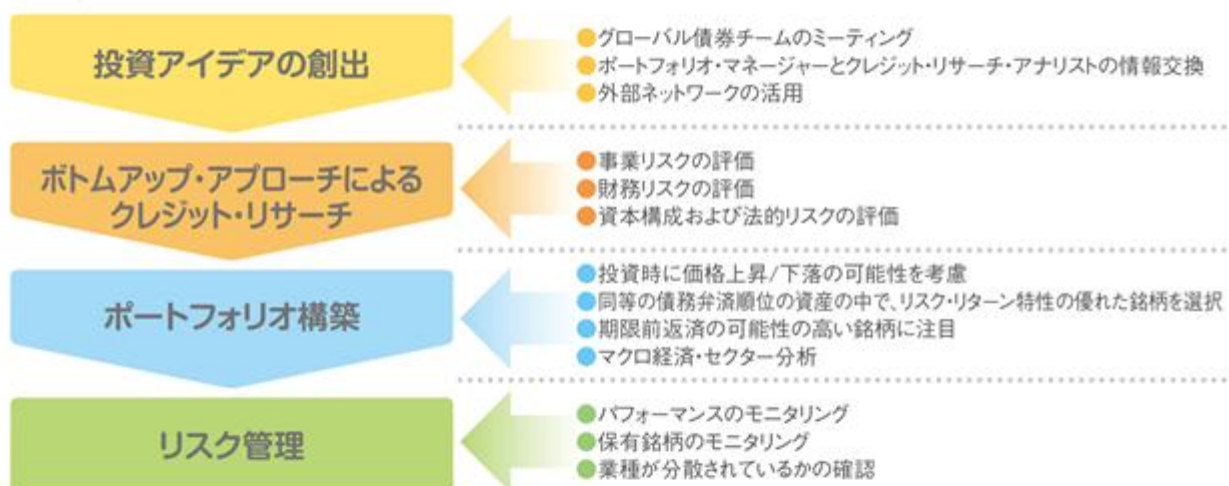 投資アイデアの創出
●グローバル債券チームのミーティング
●ポートフォリオ・マネージャーとクレジット・リサーチ・アナリストの情報交換
●外部ネットワークの活用
ボトムアップ・アプローチによる
クレジット・リサーチ
●事業リスクの評価
●財務リスクの評価
●資本構成および法的リスクの評価
ポートフォリオ構築
●投資時に価格上昇/下落の可能性を考慮
●同等の債務弁済順位の資産の中で、リスク・リターン特性の優れた銘柄を選択
●期限前返済の可能性の高い銘柄に注目
●マクロ経済・セクター分析
リスク管理
●パフォーマンスのモニタリング
●保有銘柄のモニタリング
●業種が分散されているかの確認